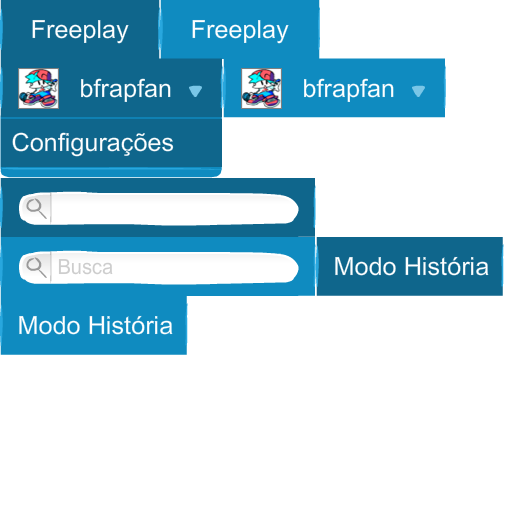 Freeplay Freeplay
bfrapfan bfrapfan
Configurações
Busca Modo História
Modo História